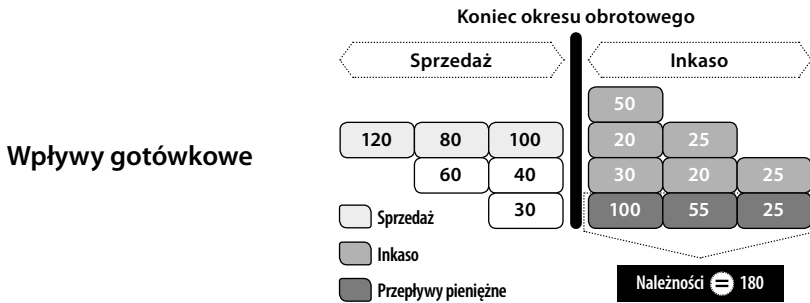 Koniec okresu obrotowego
Sprzedaż Inkaso
50
120 80 100 20 25
Wpływy gotówkowe
60 40 30 20 25
30 100 55 25
Sprzedaż
Inkaso
Należności = 180
Przepływy pieniężne